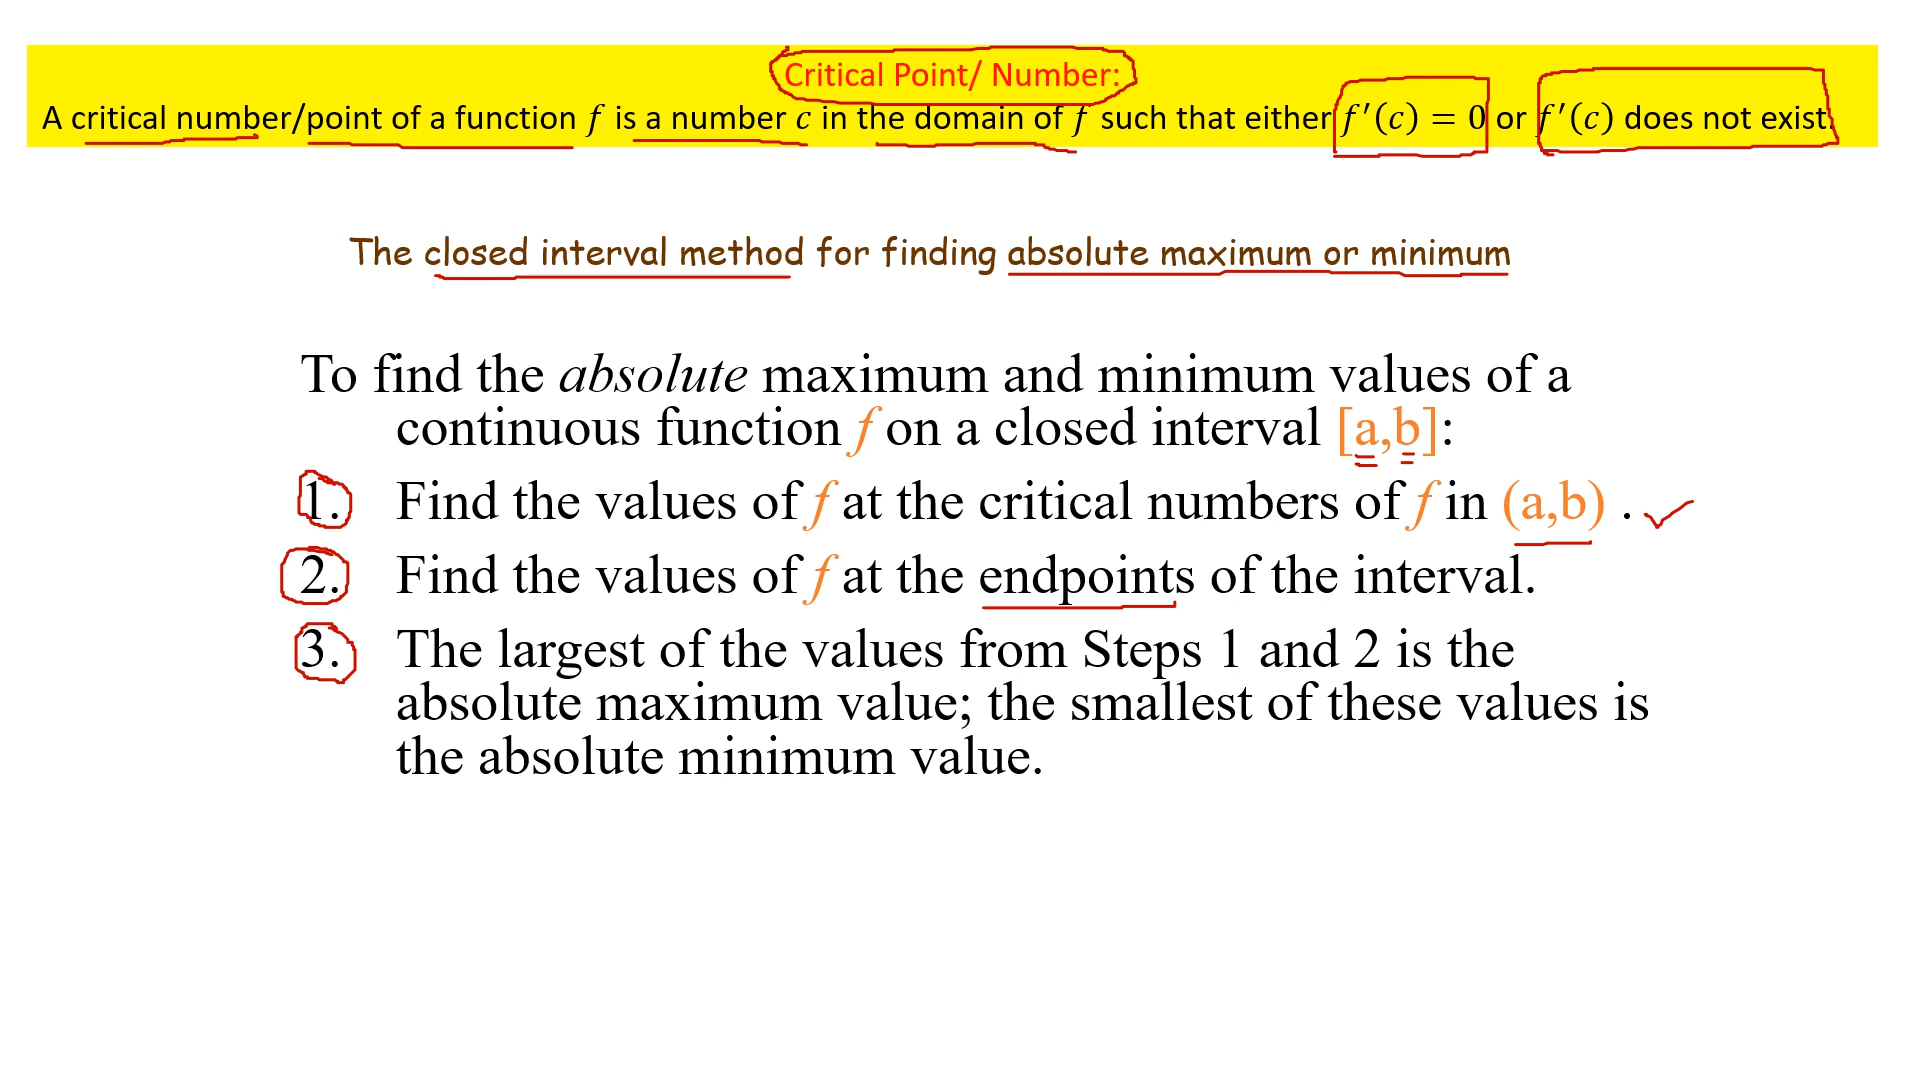 Critical Point/ Number:
A critical number/point of a function f is a number c in the domain of f such that either f′(c) = 0 or f′(c) does not exist.
The closed interval method for finding absolute maximum or minimum
To find the absolute maximum and minimum values of a
continuous function f on a closed interval [a,b]:
1. Find the values of f at the critical numbers of f in (a,b) .
2. Find the values of f at the endpoints of the interval.
3. The largest of the values from Steps 1 and 2 is the
absolute maximum value; the smallest of these values is
the absolute minimum value.